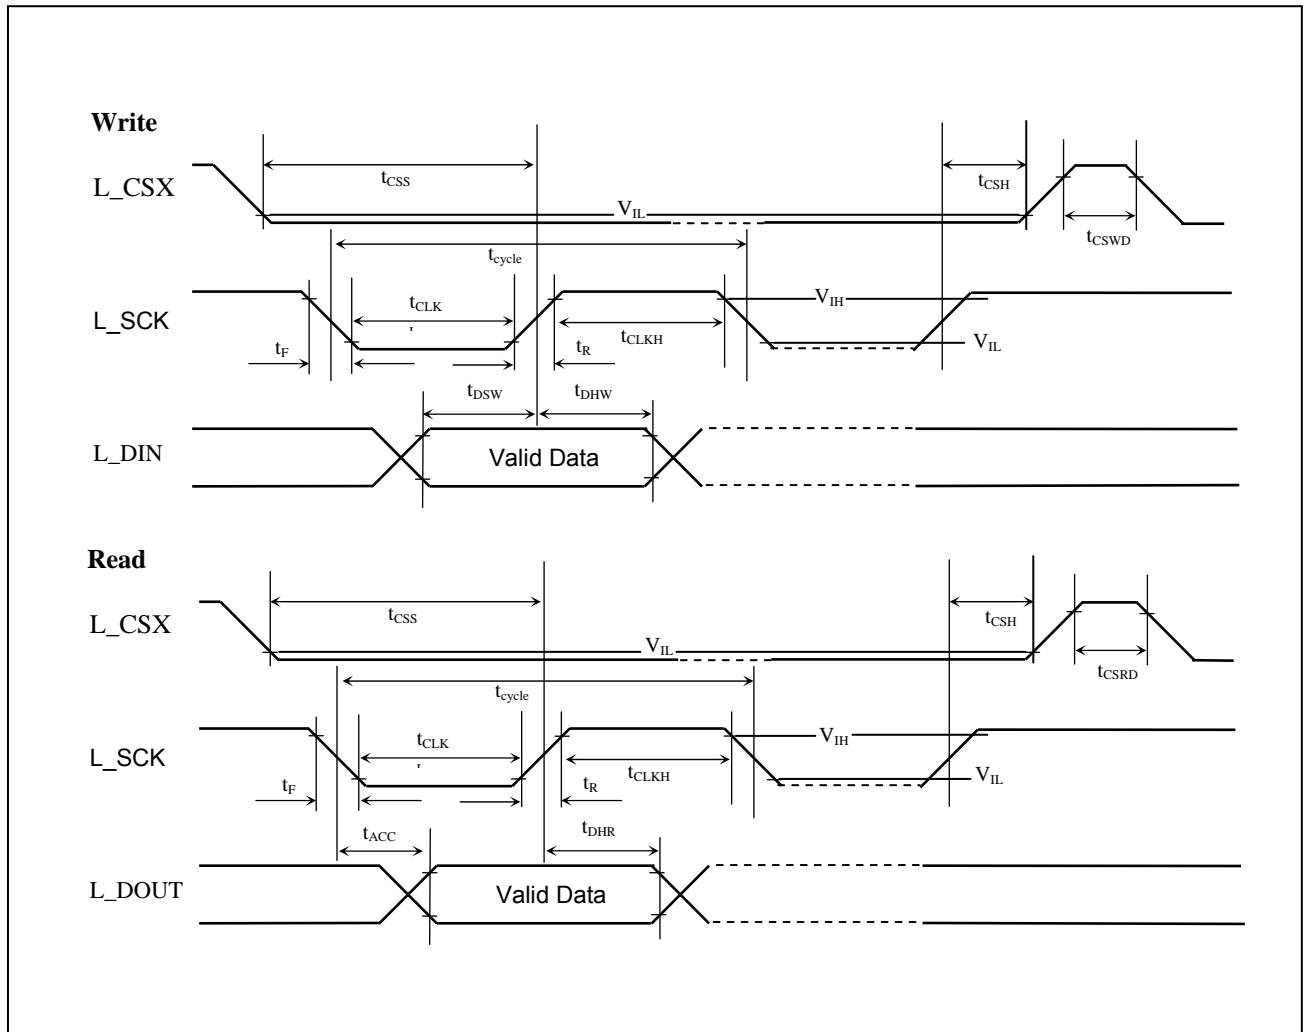 Write
L_CSX
tCSS
tCSH
VIL
tCSWD
tcycle
L_SCK
tCLK
VIH
tF
tR
tCLKH
VIL
tDSW
tDHW
L_DIN
Valid Data
Read
L_CSX
tCSS
tCSH
VIL
tCSRD
tcycle
L_SCK
tCLK
VIH
tF
tR
tCLKH
VIL
tACC
tDHR
L_DOUT
Valid Data